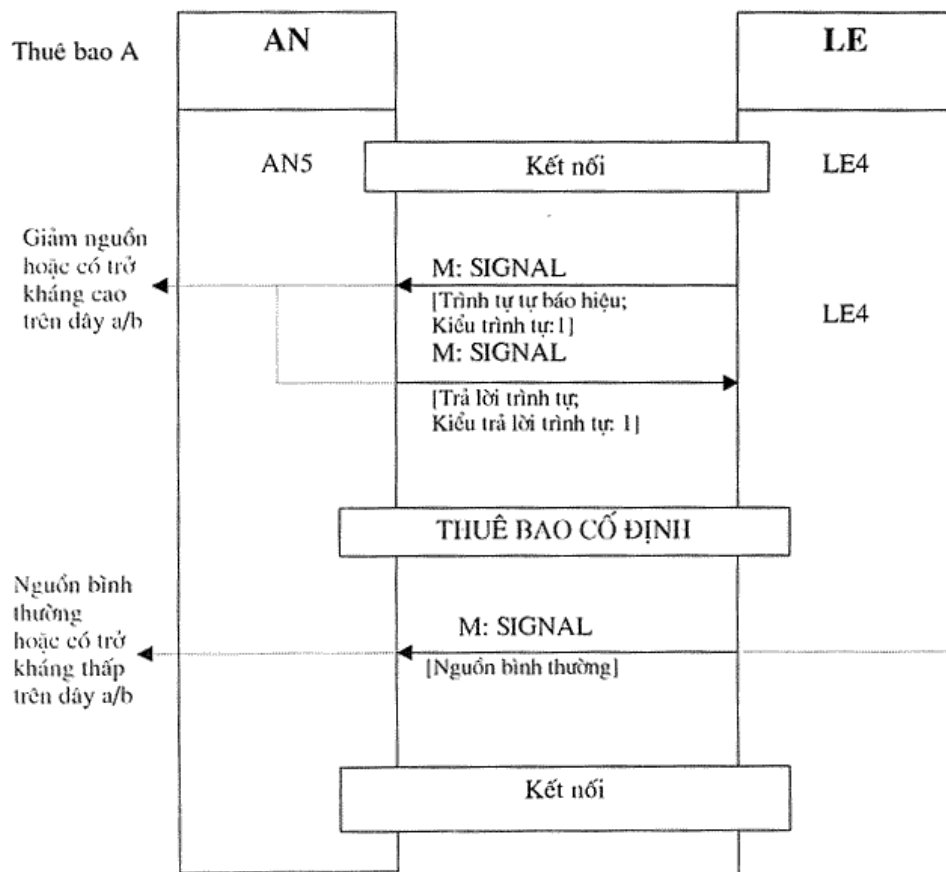 Thuê bao A
AN
LE
AN5
Kết nối
LE4
Giảm nguồn
hoặc có trở
kháng cao
trên dây a/b
M: SIGNAL
[Trình tự tự báo hiệu;
Kiểu trình tự:1]
LE4
M: SIGNAL
[Trả lời trình tự;
Kiểu trả lời trình tự: 1]
THUÊ BAO CỐ ĐỊNH
Nguồn bình
thường
hoặc có trở
kháng thấp
trên dây a/b
M: SIGNAL
[Nguồn bình thường]
Kết nối